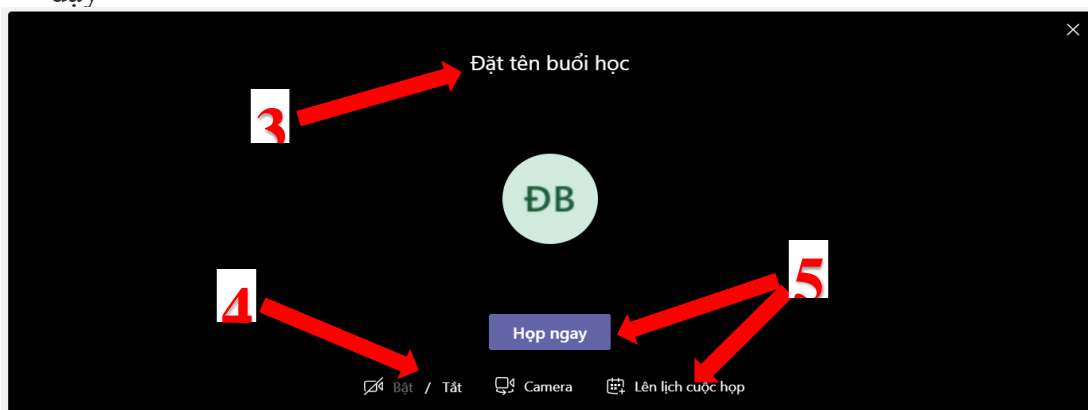 Đặt tên buổi học
3
ĐB
5
4
Họp ngay
Bật / Tắt Camera Lên lịch cuộc họp